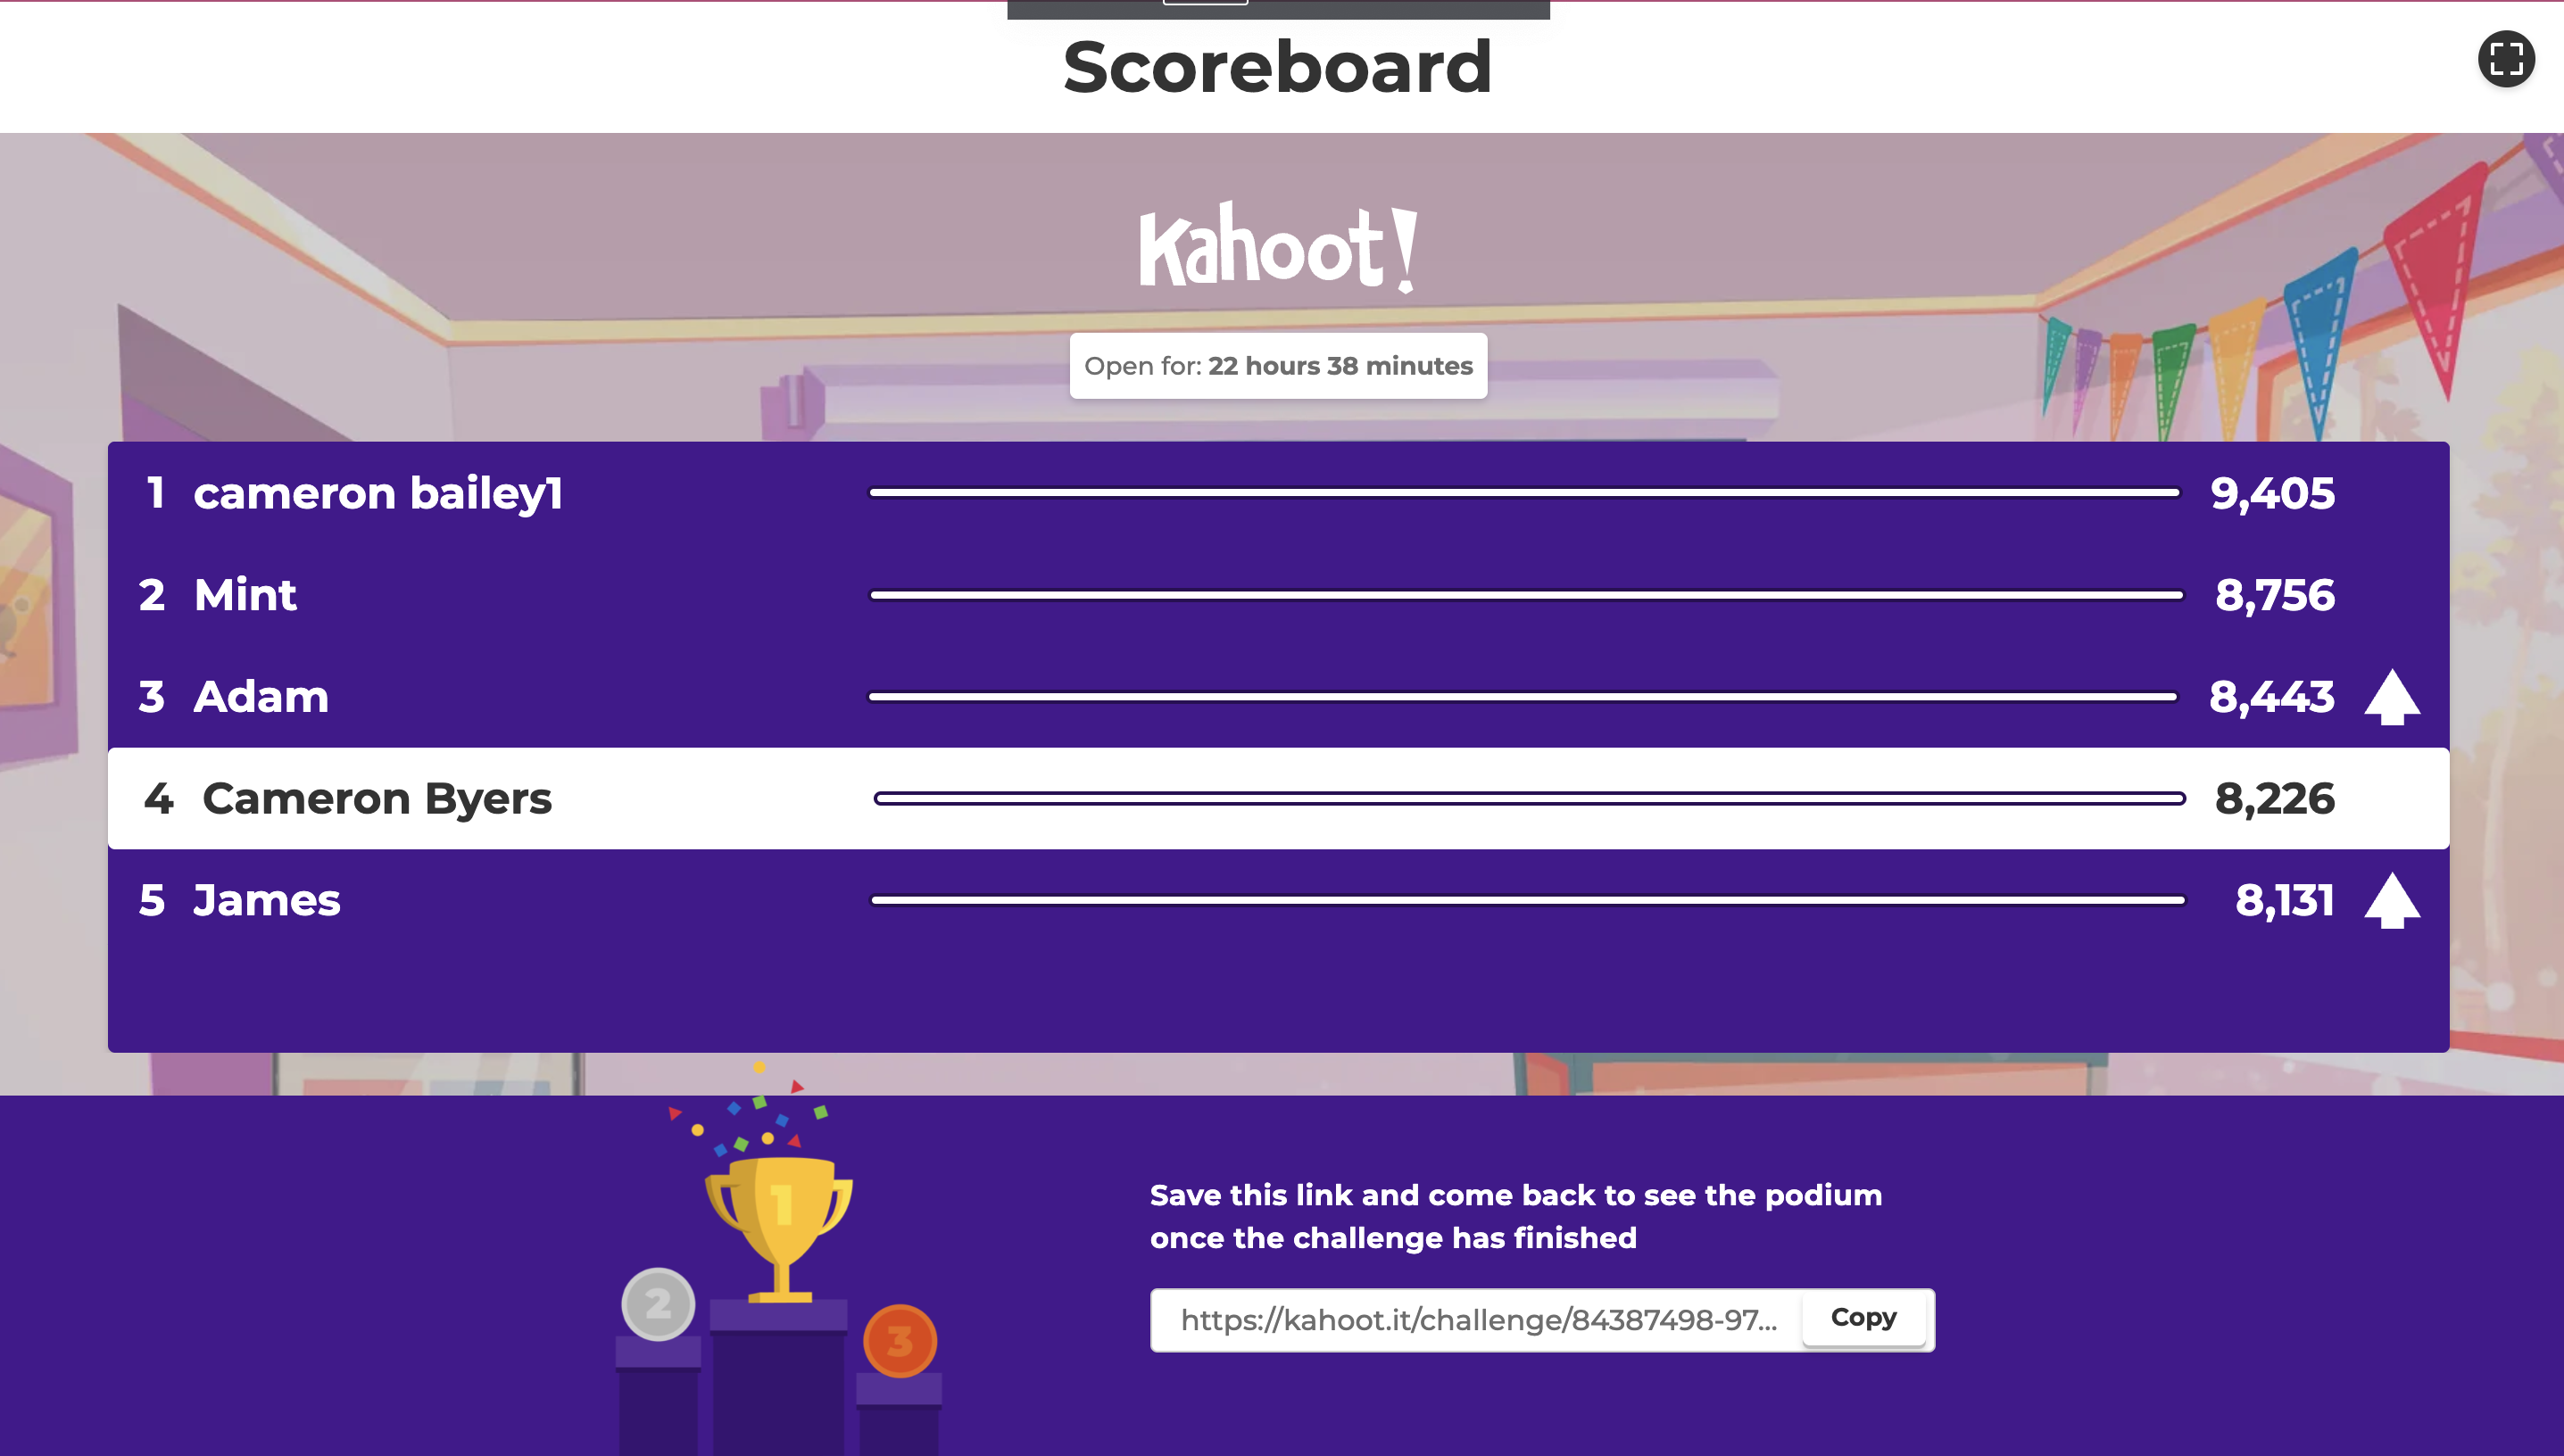 Scoreboard
Kahoot!
Open for: 22 hours 38 minutes
1 cameron bailey1 9,405
2 Mint 8,756
3 Adam 8,443
4 Cameron Byers 8,226
5 James 8,131
1
2
3
Save this link and come back to see the podium
once the challenge has finished
https://kahoot.it/challenge/84387498-97... Copy